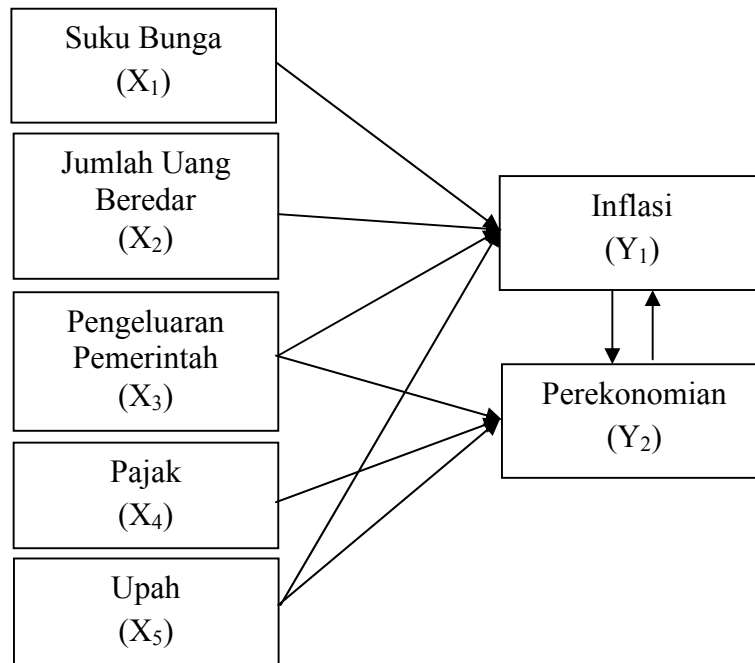 Suku Bunga
(X₁)
Jumlah Uang
Beredar
(X₂)
Pengeluaran
Pemerintah
(X₃)
Pajak
(X₄)
Upah
(X₅)
Inflasi
(Y₁)
Perekonomian
(Y₂)